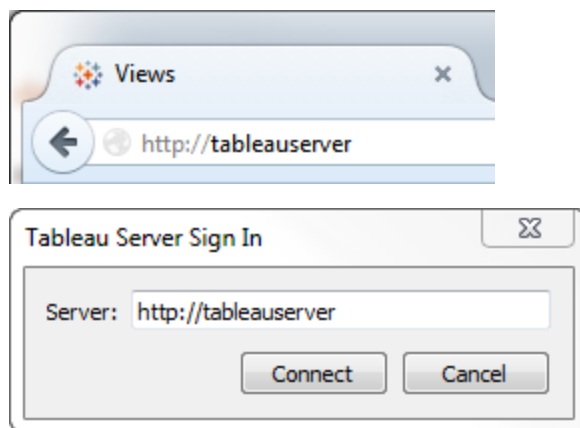 Views
http://tableauserver
Tableau Server Sign In
Server: http://tableauserver
Connect Cancel